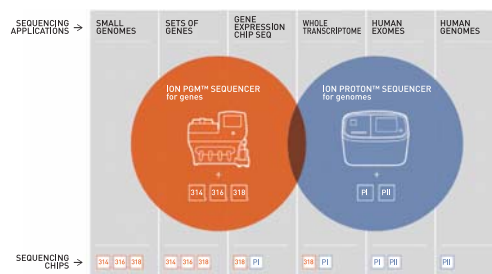 SEQUENCING
APPLICATIONS →
SMALL
GENOMES
SETS OF
GENES
GENE
EXPRESSION
CHIP SEQ
WHOLE
TRANSCRIPTOME
HUMAN
EXOMES
HUMAN
GENOMES
ION PGM™ SEQUENCER
for genes
ION PROTON™ SEQUENCER
for genomes
+
+
314 316 318
PI PII
SEQUENCING
CHIPS →
314 316 318
314 316 318
318 PI
318 PI
PI PII
PII